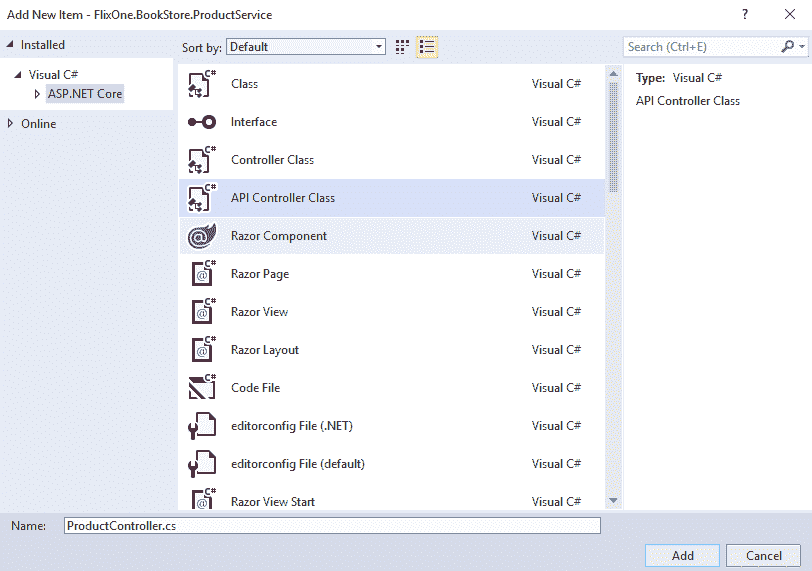 Add New Item - FlixOne.BookStore.ProductService
Installed
Visual C#
ASP.NET Core
Online
Sort by: Default
Search (Ctrl+E)
Class Visual C#
Interface Visual C#
Controller Class Visual C#
API Controller Class Visual C#
Razor Component Visual C#
Razor Page Visual C#
Razor View Visual C#
Razor Layout Visual C#
Code File Visual C#
editorconfig File (.NET) Visual C#
editorconfig File (default) Visual C#
Razor View Start Visual C#
Type: Visual C#
API Controller Class
Name: ProductController.cs
Add Cancel